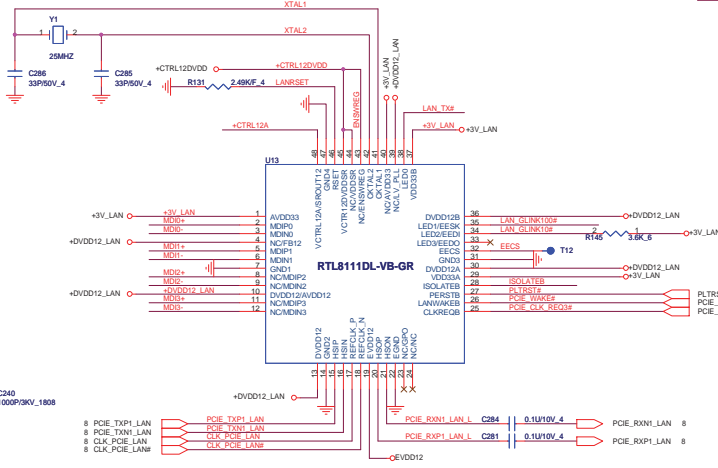 XTAL1
Y1
1 2 XTAL2
25MHZ
C286
33P/50V_4
C285
33P/50V_4
+CTRL12DVDD +CTRL12DVDD
R131 2.49K/F_4 LANRSET
ENSWREG
+3V_LAN
+DVDD12_LAN
LAN_TX#
+CTRL12A
+3V_LAN +3V_LAN
U13
48 47 46 45 44 43 42 41 40 39 38 37
VCTRL12A/SROUT12
GND4
RSET
VCTR12DVDDSR
NC/VDDSR
NC/ENSWREG
CKTAL2
CKTAL1
NC/AVDD33
NC/LV_PLL
LED0
VDD33B
+3V_LAN +3V_LAN 1 AVDD33
MDI0+ 2 MDIP0
MDI0- 3 MDIN0
+DVDD12_LAN 4 NC/FB12
MDI1+ 5 MDIP1
MDI1- 6 MDIN1
7 GND1
MDI2+ 8 NC/MDIP2
MDI2- 9 NC/MDIN2
+DVDD12_LAN +DVDD12_LAN 10 DVDD12/AVDD12
MDI3+ 11 NC/MDIP3
MDI3- 12 NC/MDIN3
RTL8111DL-VB-GR
DVDD12B 36 +DVDD12_LAN
LED1/EESK 35 LAN_GLINK100#
LED2/EEDI 34 LAN_GLINK10# R145 2 1 3.6K_6 +3V_LAN
LED3/EEDO 33
EECS 32 EECS T12
GND3 31
DVDD12A 30 +DVDD12_LAN
VDD33A 29 +3V_LAN
ISOLATEB 28 ISOLATEB
PERSTB 27 PLTRST# PLTRS
LANWAKEB 26 PCIE_WAKE# PCIE_
CLKREQB 25 PCIE_CLK_REQ3# PCIE_
DVDD12
GND2
HSIP
HSIN
REFCLK_P
REFCLK_N
EVDD12
HSOP
HSON
EGND
NC/GPO
NC/NC
13 14 15 16 17 18 19 20 21 22 23 24
C240
1000P/3KV_1808
+DVDD12_LAN
8 PCIE_TXP1_LAN PCIE_TXP1_LAN
8 PCIE_TXN1_LAN PCIE_TXN1_LAN
8 CLK_PCIE_LAN CLK_PCIE_LAN
8 CLK_PCIE_LAN# CLK_PCIE_LAN#
PCIE_RXN1_LAN_L C284 0.1U/10V_4 PCIE_RXN1_LAN 8
PCIE_RXP1_LAN_L C281 0.1U/10V_4 PCIE_RXP1_LAN 8
EVDD12